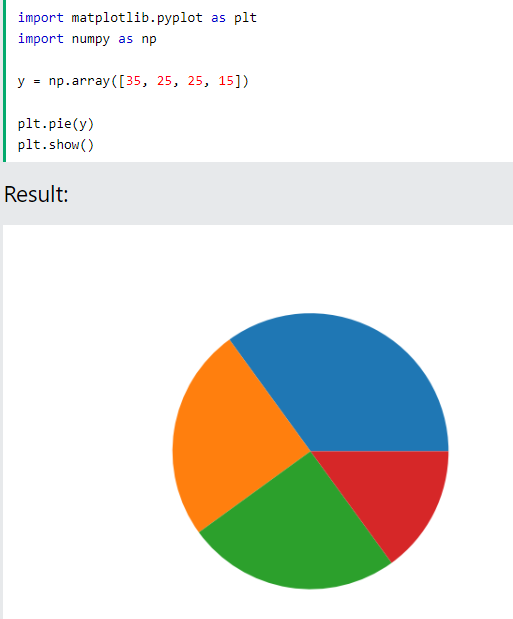 import matplotlib.pyplot as plt
import numpy as np
y = np.array([35, 25, 25, 15])
plt.pie(y)
plt.show()
Result: